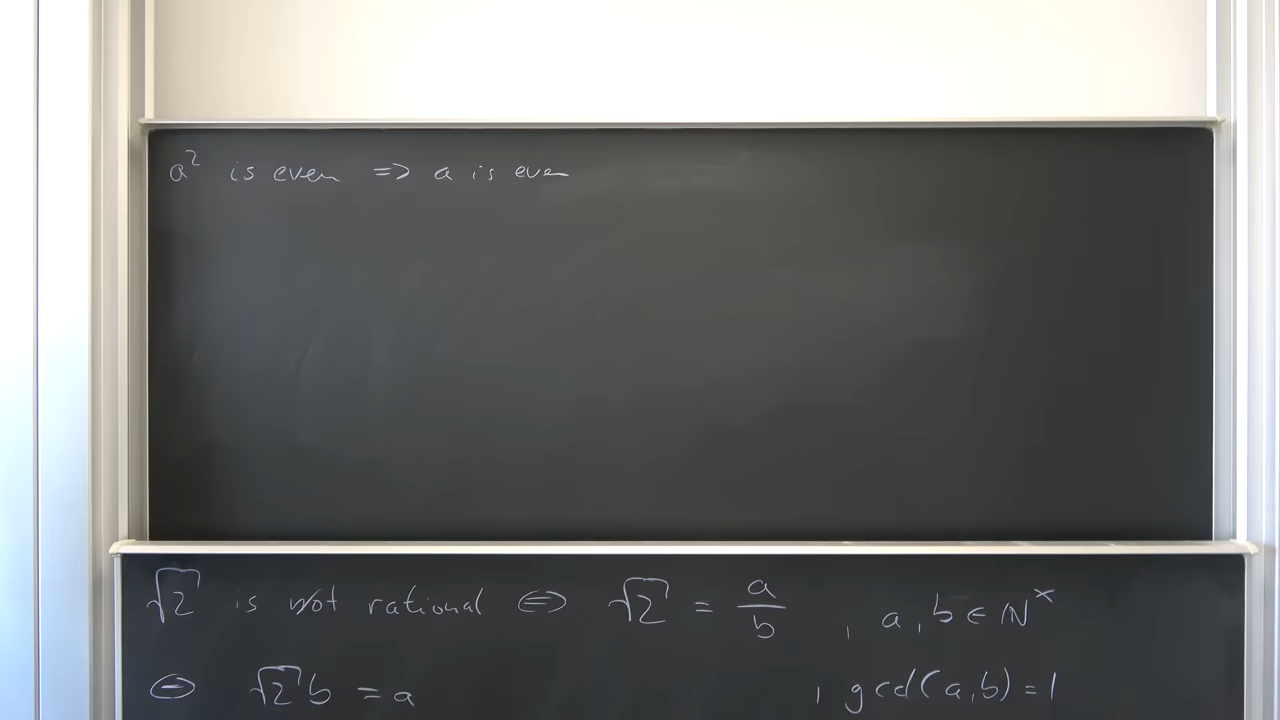 a² is even => a is even
√2 is not rational <=> √2 = a/b , a, b ∈ ℕ^×
<=> √2 b = a , gcd(a,b) = 1